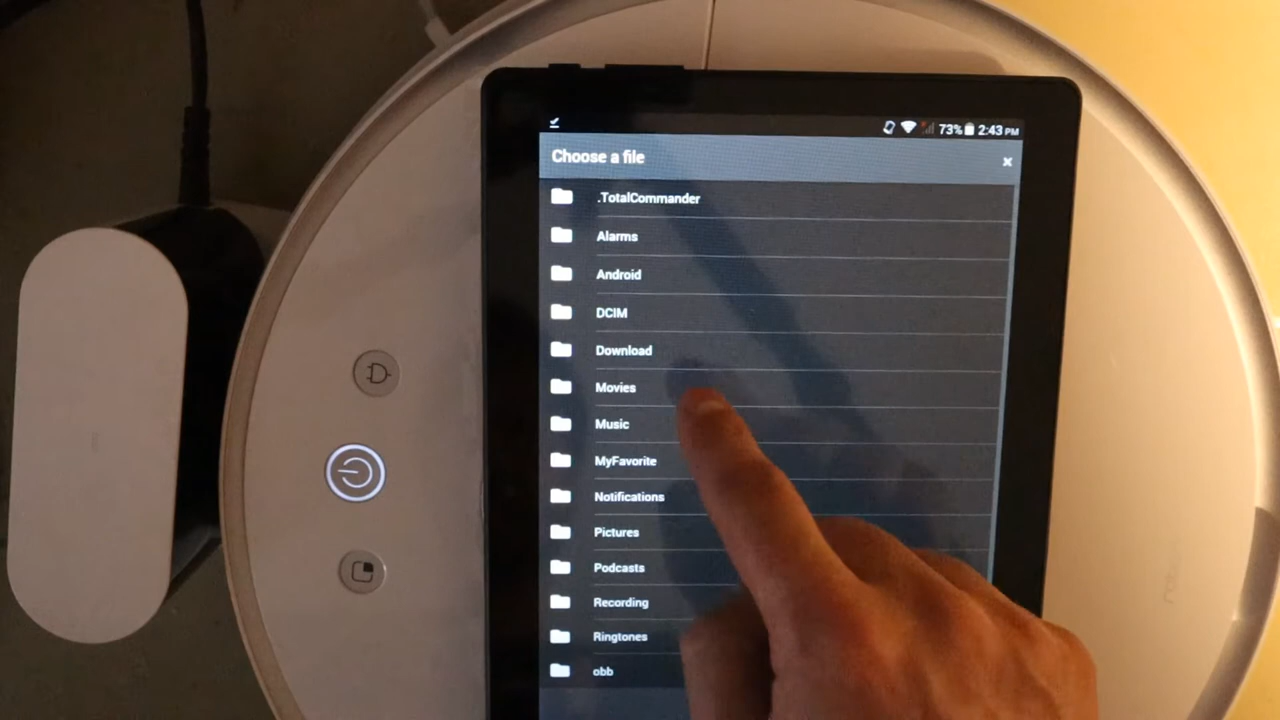 73% 2:43 PM
Choose a file ×
.TotalCommander
Alarms
Android
DCIM
Download
Movies
Music
MyFavorite
Notifications
Pictures
Podcasts
Recording
Ringtones
obb